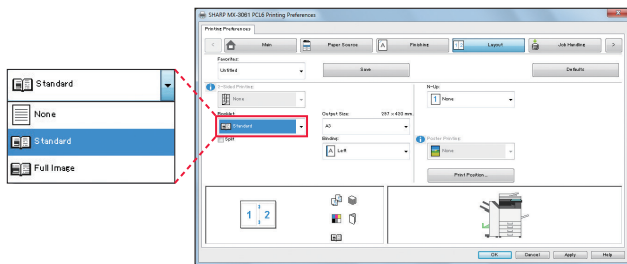 SHARP MX-3061 PCL6 Printing Preferences
Printing Preferences
Main
Paper Source
Finishing
Layout
Job Handling
Favorites:
Untitled
Save
Defaults
2-Sided Printing:
None
N-Up:
1 None
Booklet:
Standard
Output Size:
297 x 420 mm
A3
Split
Binding:
A Left
Poster Printing:
None
Print Position...
1 2
OK
Cancel
Apply
Help
Standard
None
Standard
Full Image